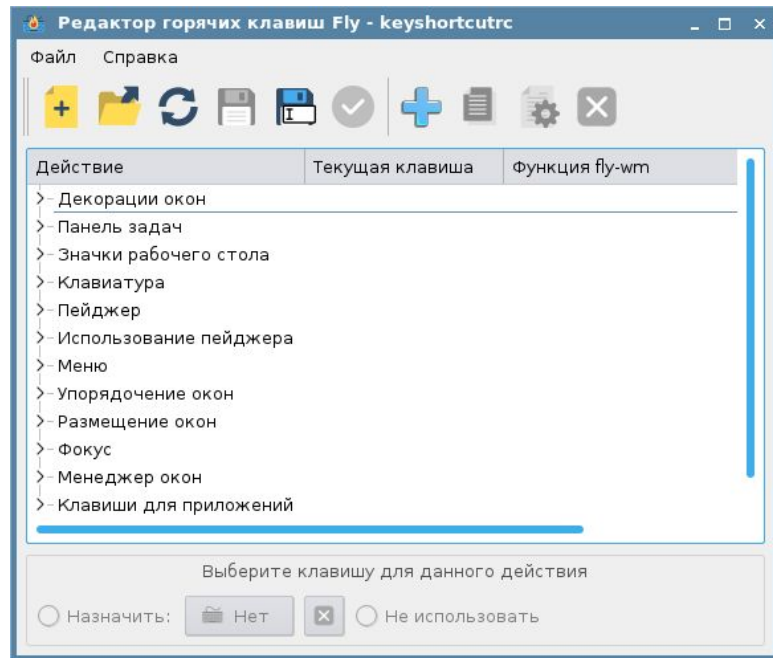 Редактор горячих клавиш Fly - keyshortcutrc
Файл Справка
Действие Текущая клавиша Функция fly-wm
Декорации окон
Панель задач
Значки рабочего стола
Клавиатура
Пейджер
Использование пейджера
Меню
Упорядочение окон
Размещение окон
Фокус
Менеджер окон
Клавиши для приложений
Выберите клавишу для данного действия
Назначить: Нет Не использовать